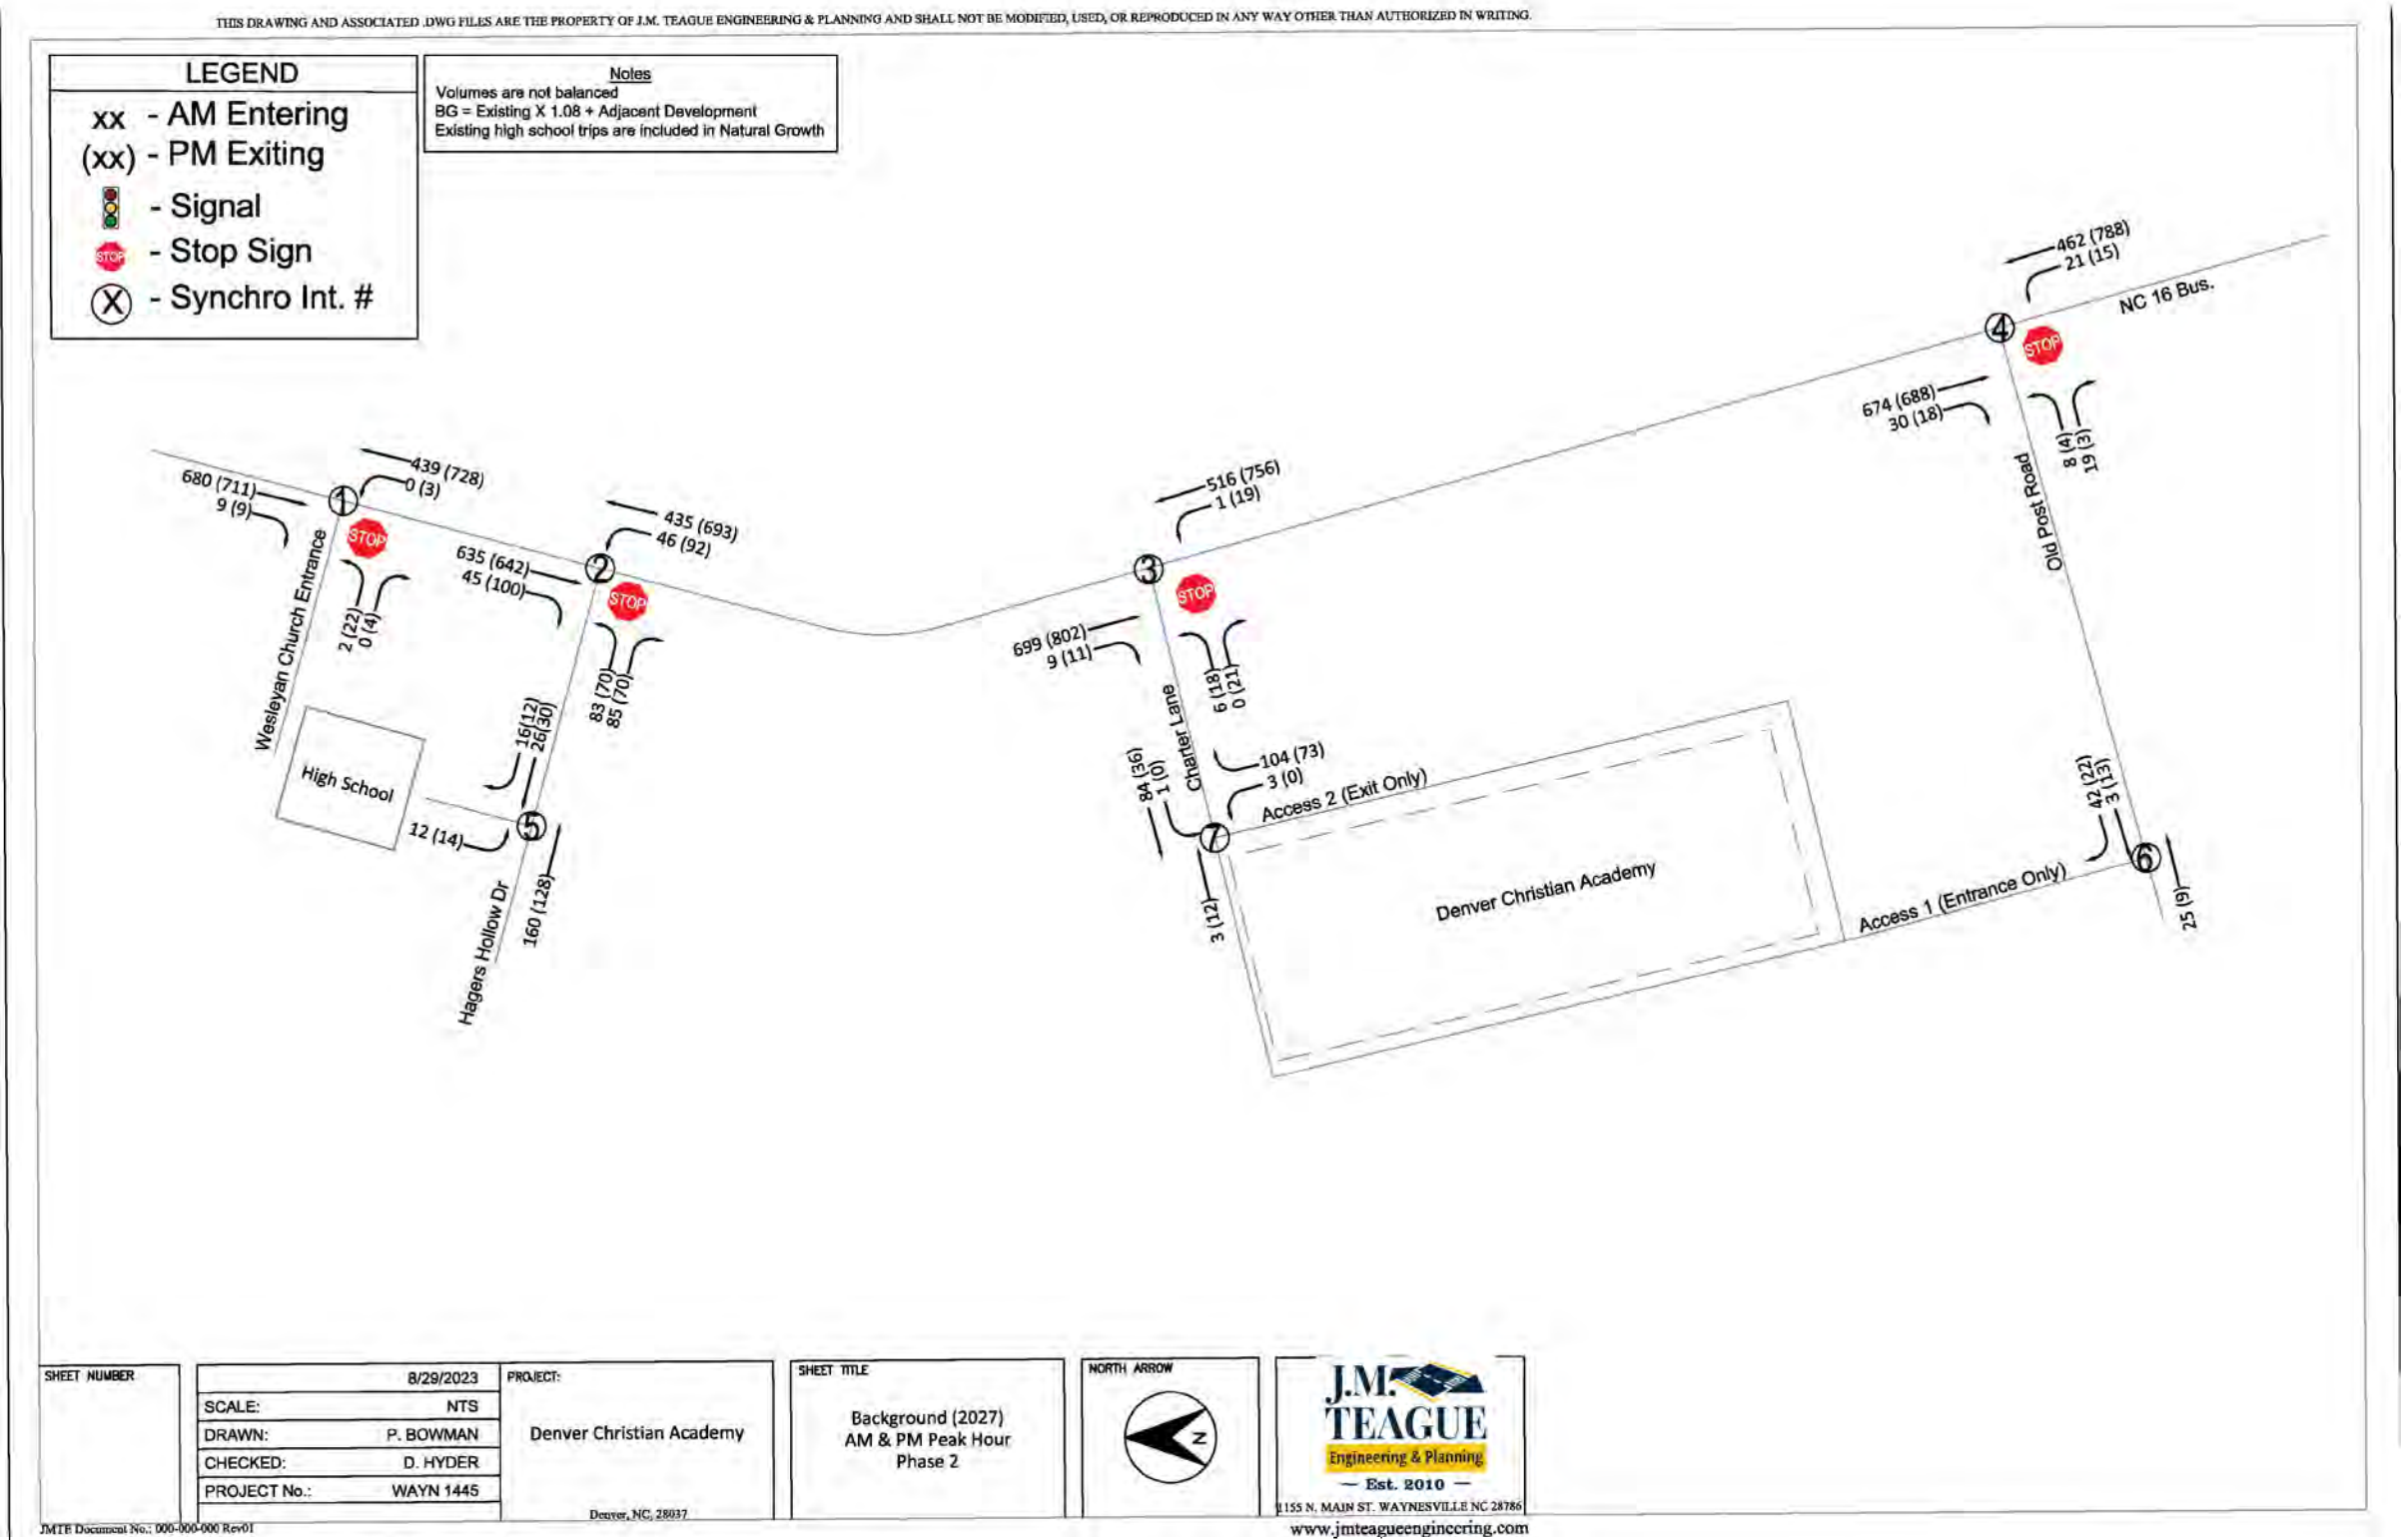 THIS DRAWING AND ASSOCIATED .DWG FILES ARE THE PROPERTY OF J.M. TEAGUE ENGINEERING & PLANNING AND SHALL NOT BE MODIFIED, USED, OR REPRODUCED IN ANY WAY OTHER THAN AUTHORIZED IN WRITING.
LEGEND
xx - AM Entering
(xx) - PM Exiting
- Signal
STOP - Stop Sign
X - Synchro Int. #
Notes
Volumes are not balanced
BG = Existing X 1.08 + Adjacent Development
Existing high school trips are included in Natural Growth
680 (711)
9 (9)
1
439 (728)
0 (3)
STOP
Wesleyan Church Entrance
2 (22)
0 (4)
635 (642)
45 (100)
2
435 (693)
46 (92)
STOP
83 (70)
85 (70)
16(12)
26(30)
High School
12 (14)
5
160 (128)
Hagers Hollow Dr
699 (802)
9 (11)
3
516 (756)
1 (19)
STOP
6 (18)
0 (21)
Charter Lane
84 (36)
1 (0)
104 (73)
3 (0)
7
Access 2 (Exit Only)
3 (12)
Denver Christian Academy
462 (788)
21 (15)
4
NC 16 Bus.
STOP
674 (688)
30 (18)
8 (4)
19 (3)
Old Post Road
42 (22)
3 (13)
6
Access 1 (Entrance Only)
25 (9)
SHEET NUMBER
8/29/2023
SCALE: NTS
DRAWN: P. BOWMAN
CHECKED: D. HYDER
PROJECT No.: WAYN 1445
PROJECT:
Denver Christian Academy
Denver, NC, 28037
SHEET TITLE
Background (2027)
AM & PM Peak Hour
Phase 2
NORTH ARROW
N
J.M.
TEAGUE
Engineering & Planning
— Est. 2010 —
1155 N. MAIN ST. WAYNESVILLE NC 28786
www.jmteagueengineering.com
JMTE Document No.: 000-000-000 Rev01